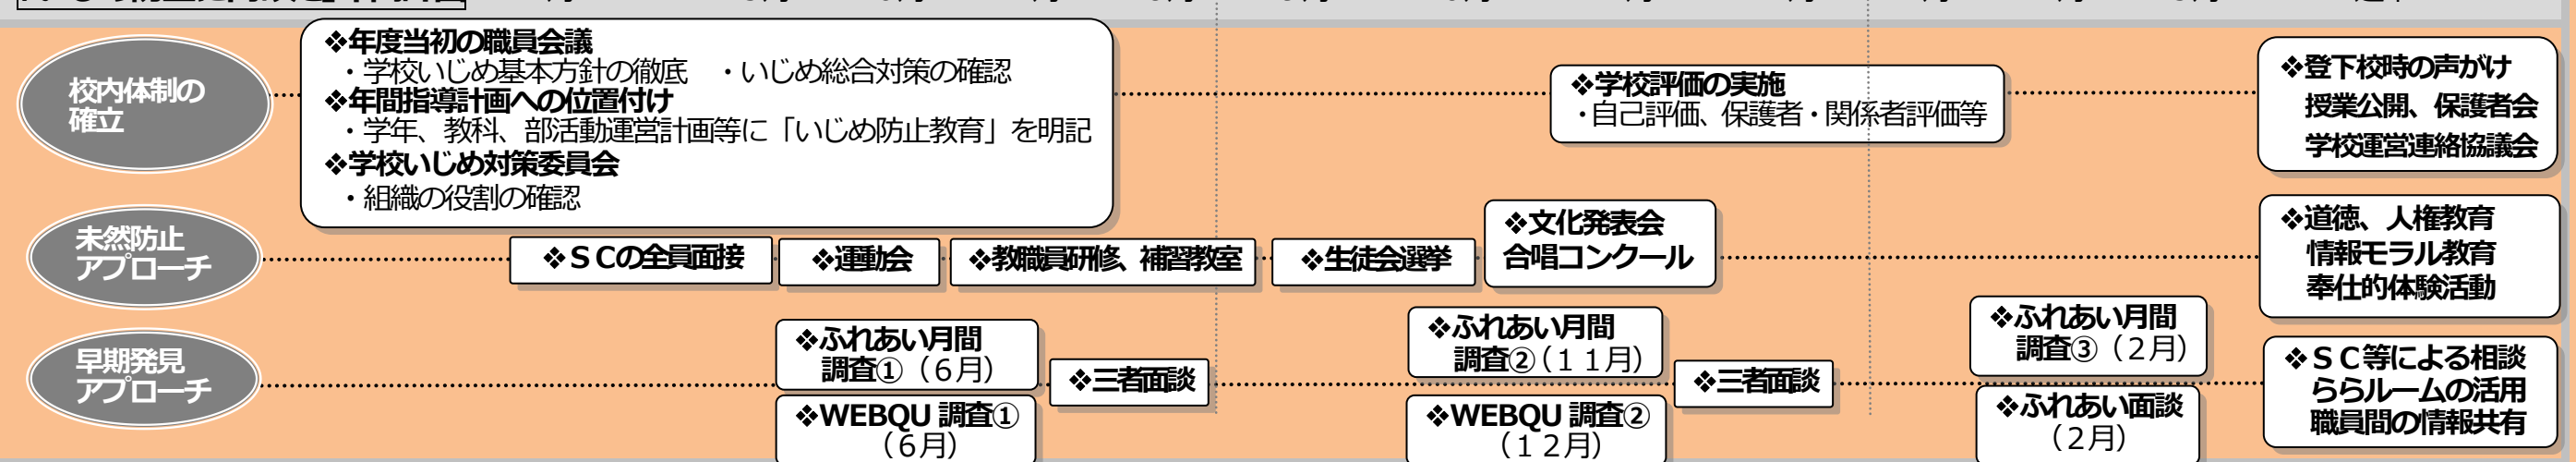 校内体制の
確立
❖年度当初の職員会議
・学校いじめ基本方針の徹底　・いじめ総合対策の確認
❖年間指導計画への位置付け
・学年、教科、部活動運営計画等に「いじめ防止教育」を明記
❖学校いじめ対策委員会
・組織の役割の確認
❖学校評価の実施
・自己評価、保護者・関係者評価等
❖登下校時の声がけ
授業公開、保護者会
学校運営連絡協議会
未然防止
アプローチ
❖ＳＣの全員面接
❖運動会
❖教職員研修、補習教室
❖生徒会選挙
❖文化発表会
合唱コンクール
❖道徳、人権教育
情報モラル教育
奉仕的体験活動
早期発見
アプローチ
❖ふれあい月間
調査①（６月）
❖WEBQU 調査①
（６月）
❖三者面談
❖ふれあい月間
調査②（１１月）
❖WEBQU 調査②
（１２月）
❖三者面談
❖ふれあい月間
調査③（２月）
❖ふれあい面談
（２月）
❖ＳＣ等による相談
ららルームの活用
職員間の情報共有